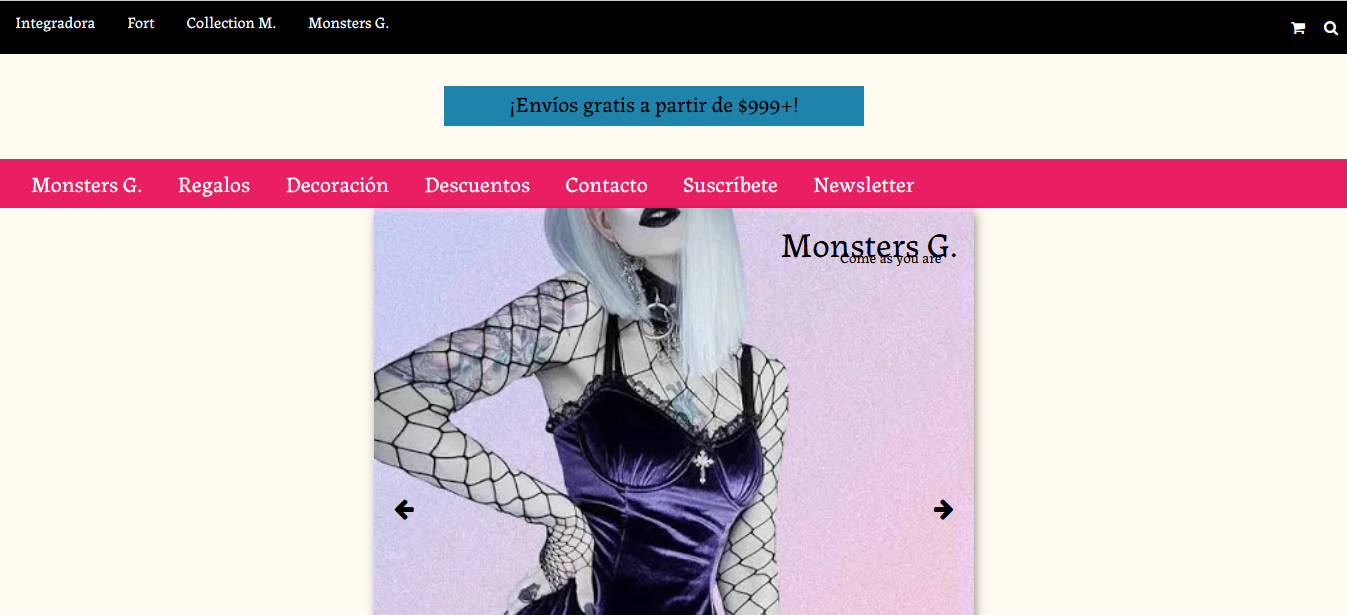 Integradora Fort Collection M. Monsters G.
¡Envíos gratis a partir de $999+!
Monsters G. Regalos Decoración Descuentos Contacto Suscríbete Newsletter
Monsters G.
Come as you are